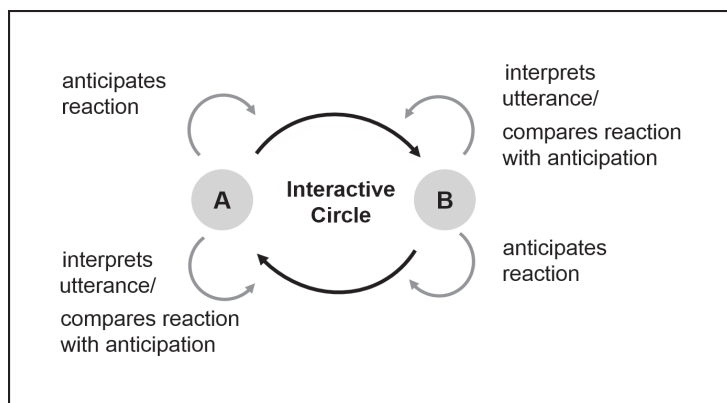 anticipates
reaction
interprets
utterance/
compares reaction
with anticipation
A
Interactive
Circle
B
interprets
utterance/
compares reaction
with anticipation
anticipates
reaction